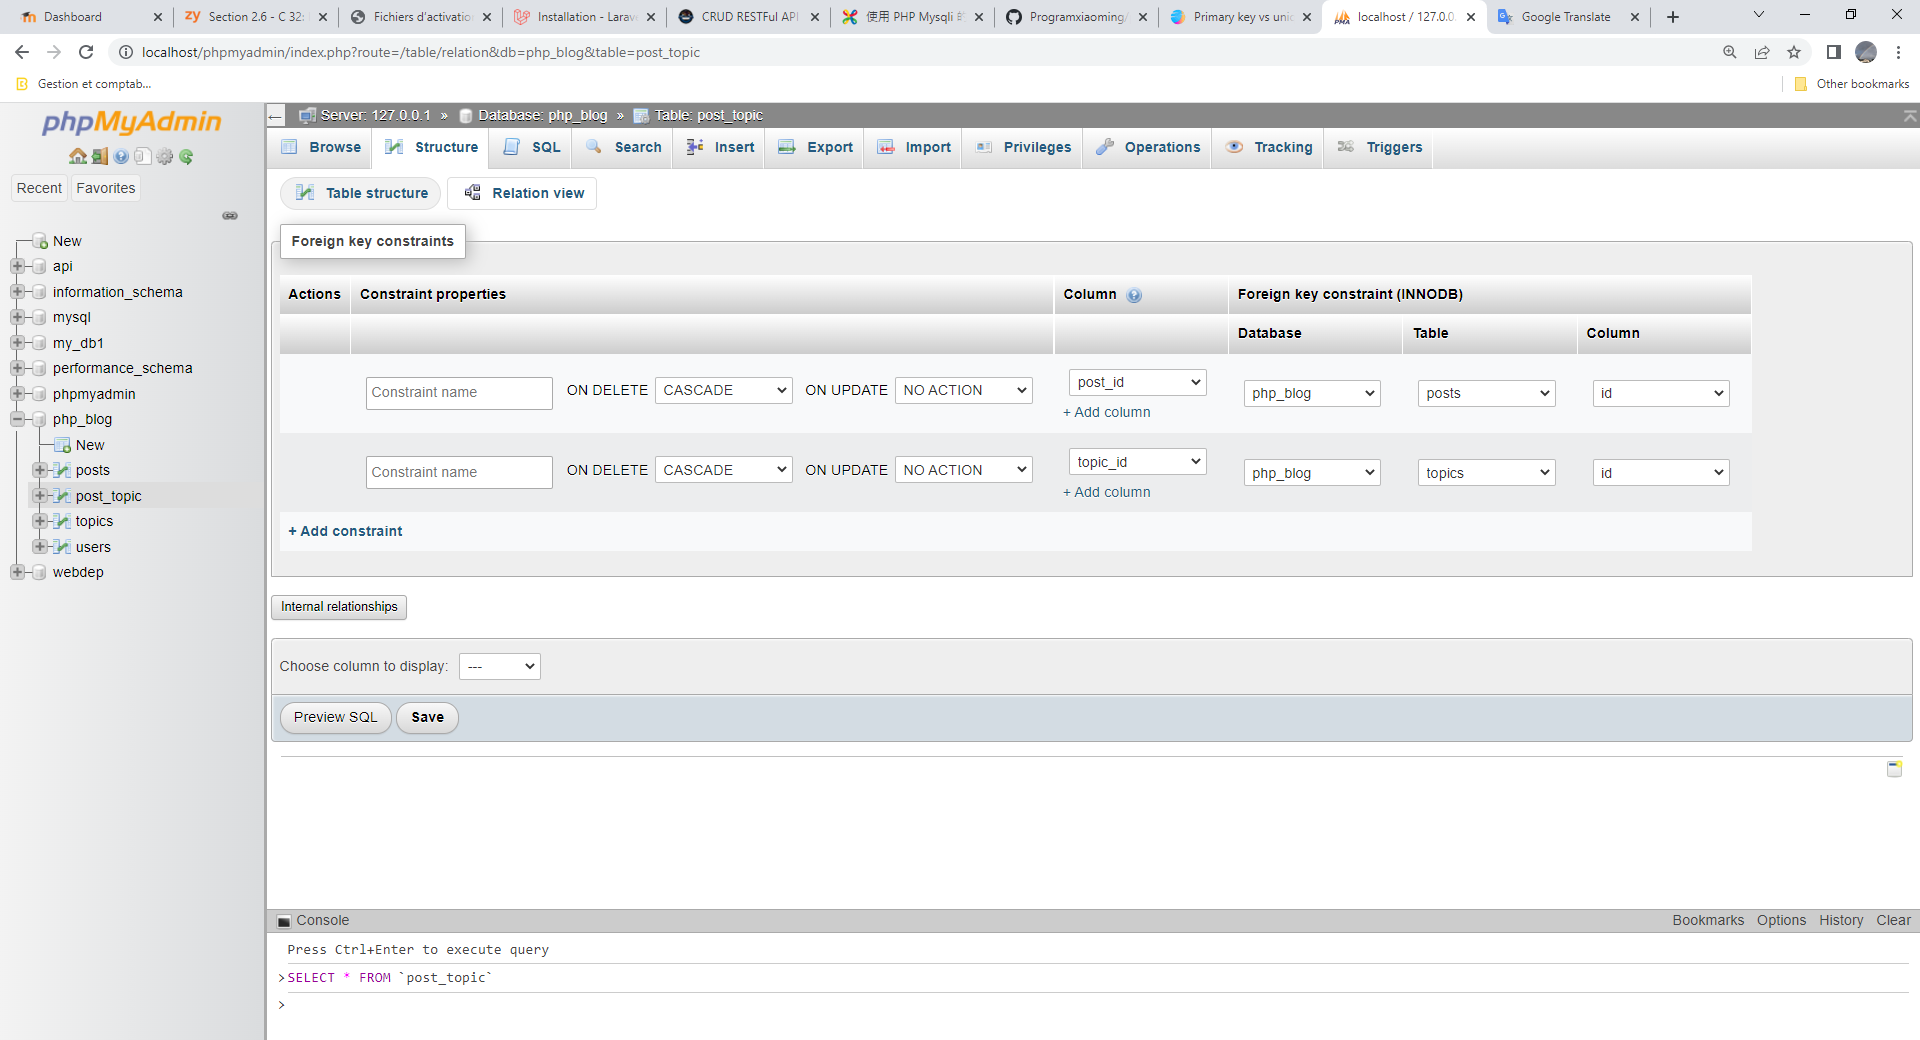 Dashboard
Section 2.6 - C 32:
Fichiers d'activation
Installation - Larave
CRUD RESTFul API
使用 PHP Mysqli
Programxiaoming/
Primary key vs uni
localhost / 127.0.0.
Google Translate
localhost/phpmyadmin/index.php?route=/table/relation&db=php_blog&table=post_topic
Gestion et comptab...
Other bookmarks
phpMyAdmin
Recent
Favorites
New
api
information_schema
mysql
my_db1
performance_schema
phpmyadmin
php_blog
New
posts
post_topic
topics
users
webdep
Server: 127.0.0.1 » Database: php_blog » Table: post_topic
Browse
Structure
SQL
Search
Insert
Export
Import
Privileges
Operations
Tracking
Triggers
Table structure
Relation view
Foreign key constraints
Actions
Constraint properties
Column
Foreign key constraint (INNODB)
Database
Table
Column
Constraint name ON DELETE CASCADE ON UPDATE NO ACTION post_id php_blog posts id
+ Add column
Constraint name ON DELETE CASCADE ON UPDATE NO ACTION topic_id php_blog topics id
+ Add column
+ Add constraint
Internal relationships
Choose column to display: ---
Preview SQL
Save
Console
Bookmarks
Options
History
Clear
Press Ctrl+Enter to execute query
>SELECT * FROM `post_topic`
>